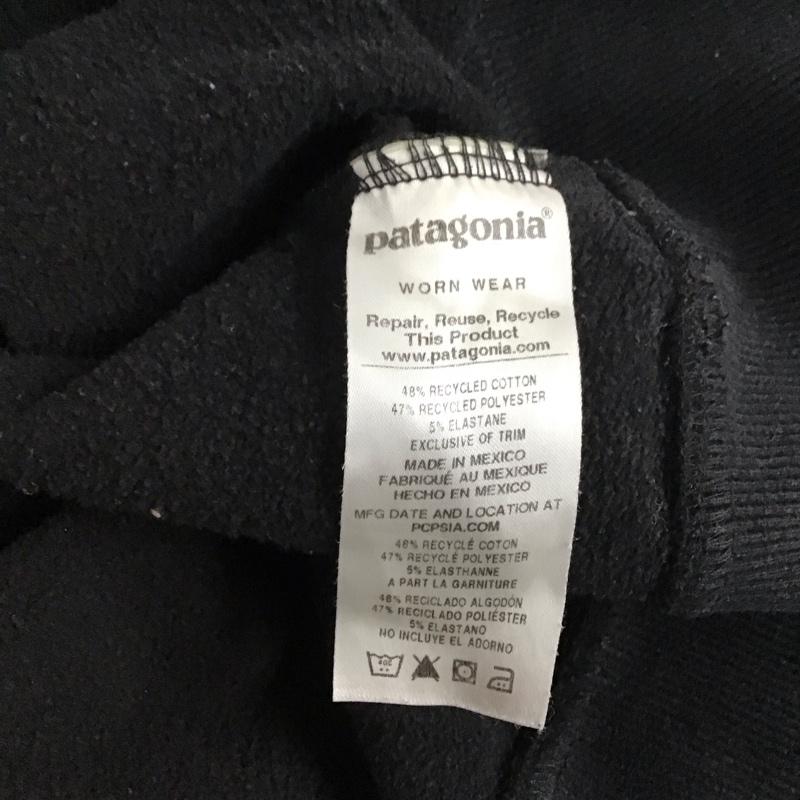 patagonia®
WORN WEAR
Repair, Reuse, Recycle
This Product
www.patagonia.com
48% RECYCLED COTTON
47% RECYCLED POLYESTER
5% ELASTANE
EXCLUSIVE OF TRIM
MADE IN MEXICO
FABRIQUÉ AU MEXIQUE
HECHO EN MEXICO
MFG DATE AND LOCATION AT
PCPSIA.COM
48% RECYCLÉ COTON
47% RECYCLÉ POLYESTER
5% ELASTHANNE
A PART LA GARNITURE
48% RECICLADO ALGODÓN
47% RECICLADO POLIÉSTER
5% ELASTANO
NO INCLUYE EL ADORNO
40C